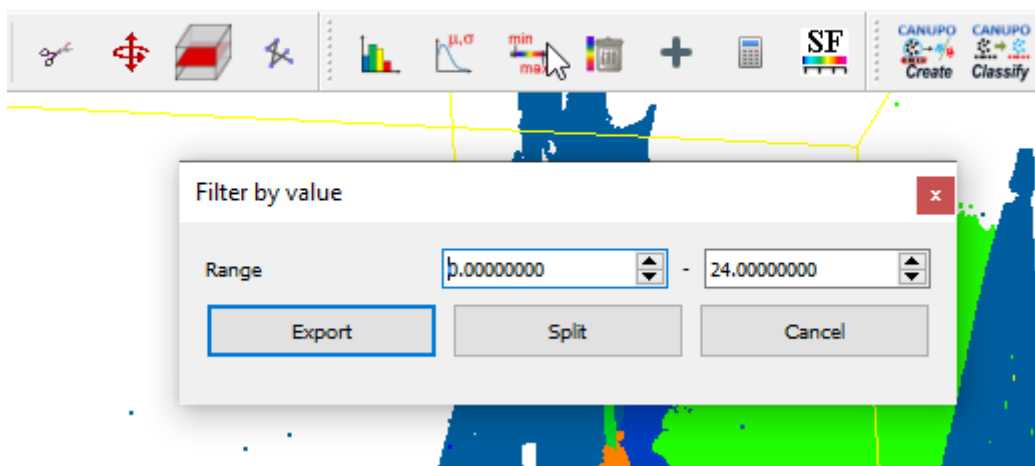 μ,σ
min
max
SF
CANUPO
Create
CANUPO
Classify
Filter by value
x
Range 0.00000000 - 24.00000000
Export Split Cancel